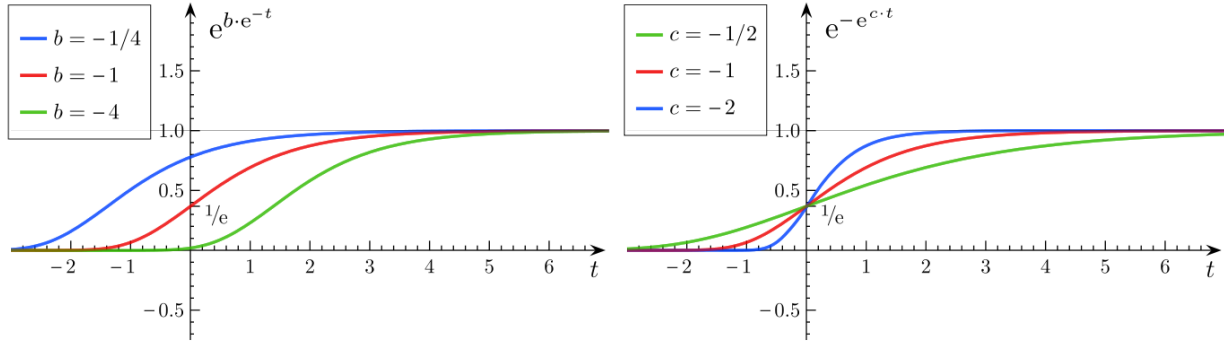 b = −1/4
b = −1
b = −4
e^{b·e^{−t}}
1.5
1.0
0.5
1/e
−2 −1 1 2 3 4 5 6 t
−0.5
c = −1/2
c = −1
c = −2
e^{−e^{c·t}}
1.5
1.0
0.5
1/e
−2 −1 1 2 3 4 5 6 t
−0.5